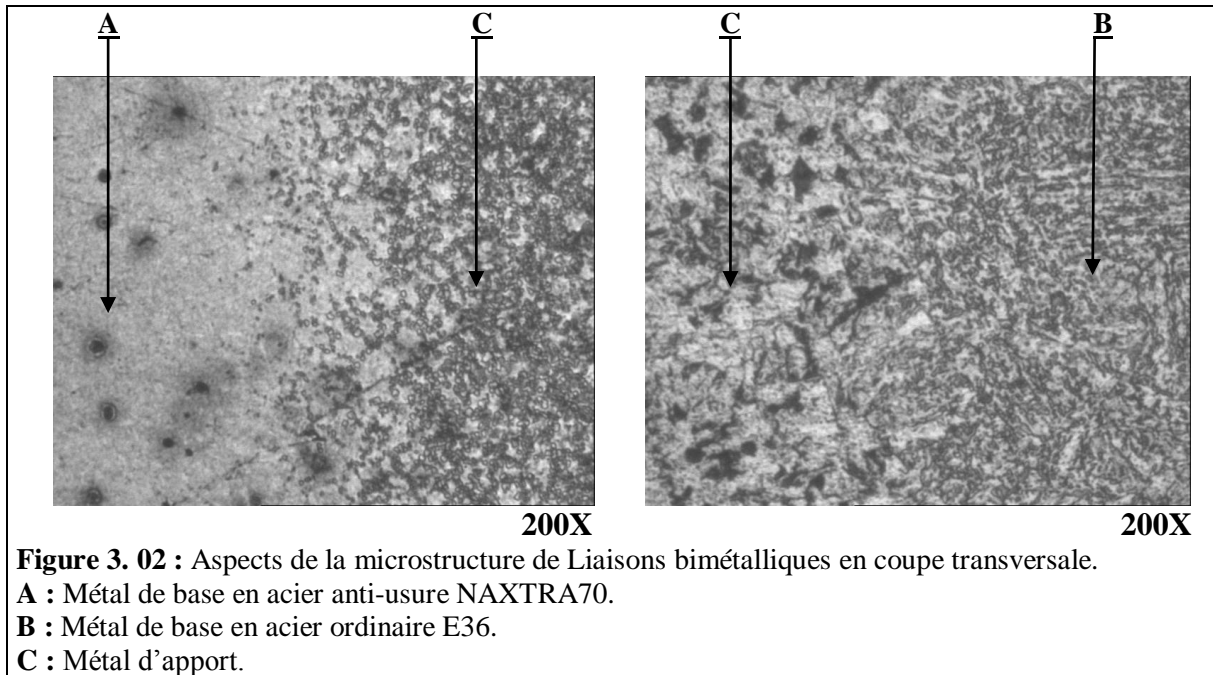 A C C B
200X 200X
Figure 3. 02 : Aspects de la microstructure de Liaisons bimétalliques en coupe transversale.
A : Métal de base en acier anti-usure NAXTRA70.
B : Métal de base en acier ordinaire E36.
C : Métal d’apport.